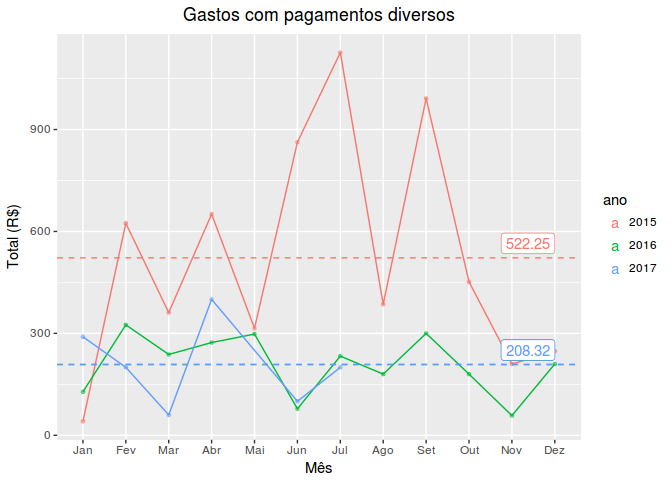 Gastos com pagamentos diversos
Total (R$)
900
600
300
0
522.25
208.32
Jan Fev Mar Abr Mai Jun Jul Ago Set Out Nov Dez
Mês
ano
a 2015
a 2016
a 2017